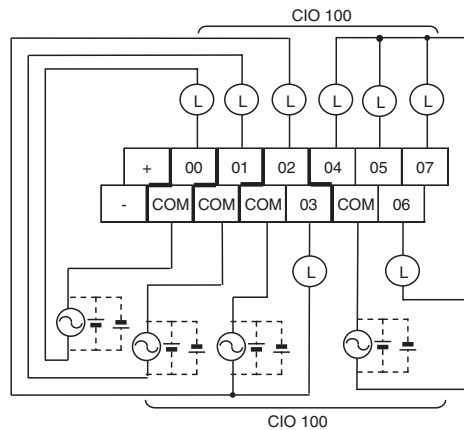 CIO 100
L L L L L L
+ 00 01 02 04 05 07
- COM COM COM 03 COM 06
L L
CIO 100